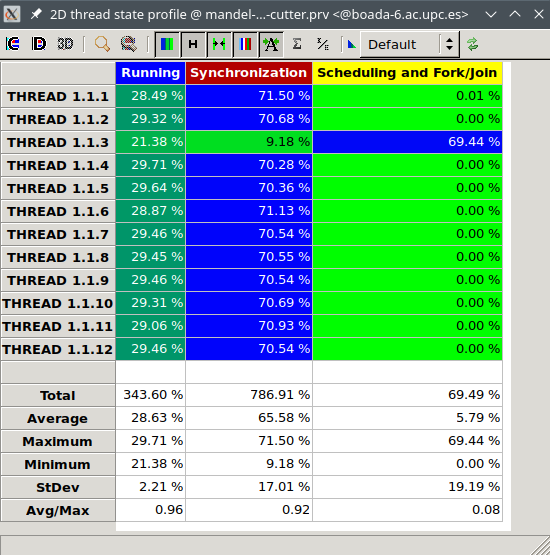 2D thread state profile @ mandel-...-cutter.prv <@boada-6.ac.upc.es>
3D H Σ ½ Default
Running Synchronization Scheduling and Fork/Join
THREAD 1.1.1 28.49 % 71.50 % 0.01 %
THREAD 1.1.2 29.32 % 70.68 % 0.00 %
THREAD 1.1.3 21.38 % 9.18 % 69.44 %
THREAD 1.1.4 29.71 % 70.28 % 0.00 %
THREAD 1.1.5 29.64 % 70.36 % 0.00 %
THREAD 1.1.6 28.87 % 71.13 % 0.00 %
THREAD 1.1.7 29.46 % 70.54 % 0.00 %
THREAD 1.1.8 29.45 % 70.55 % 0.00 %
THREAD 1.1.9 29.46 % 70.54 % 0.00 %
THREAD 1.1.10 29.31 % 70.69 % 0.00 %
THREAD 1.1.11 29.06 % 70.93 % 0.00 %
THREAD 1.1.12 29.46 % 70.54 % 0.00 %
Total 343.60 % 786.91 % 69.49 %
Average 28.63 % 65.58 % 5.79 %
Maximum 29.71 % 71.50 % 69.44 %
Minimum 21.38 % 9.18 % 0.00 %
StDev 2.21 % 17.01 % 19.19 %
Avg/Max 0.96 0.92 0.08